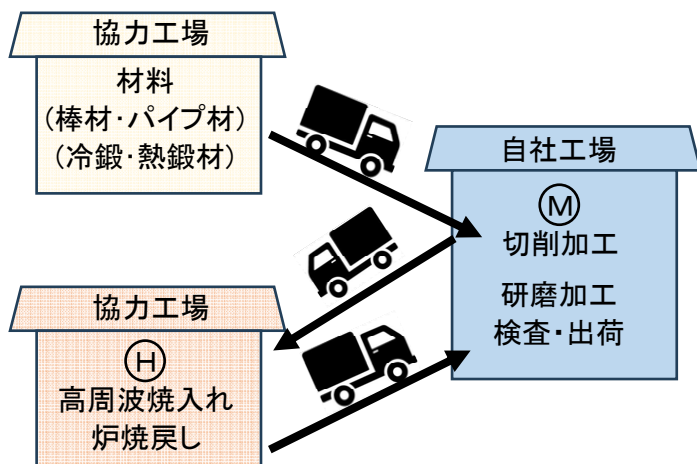 協力工場
材料
(棒材・パイプ材)
(冷鍛・熱鍛材)
自社工場
Ⓜ
切削加工
研磨加工
検査・出荷
協力工場
Ⓗ
高周波焼入れ
炉焼戻し